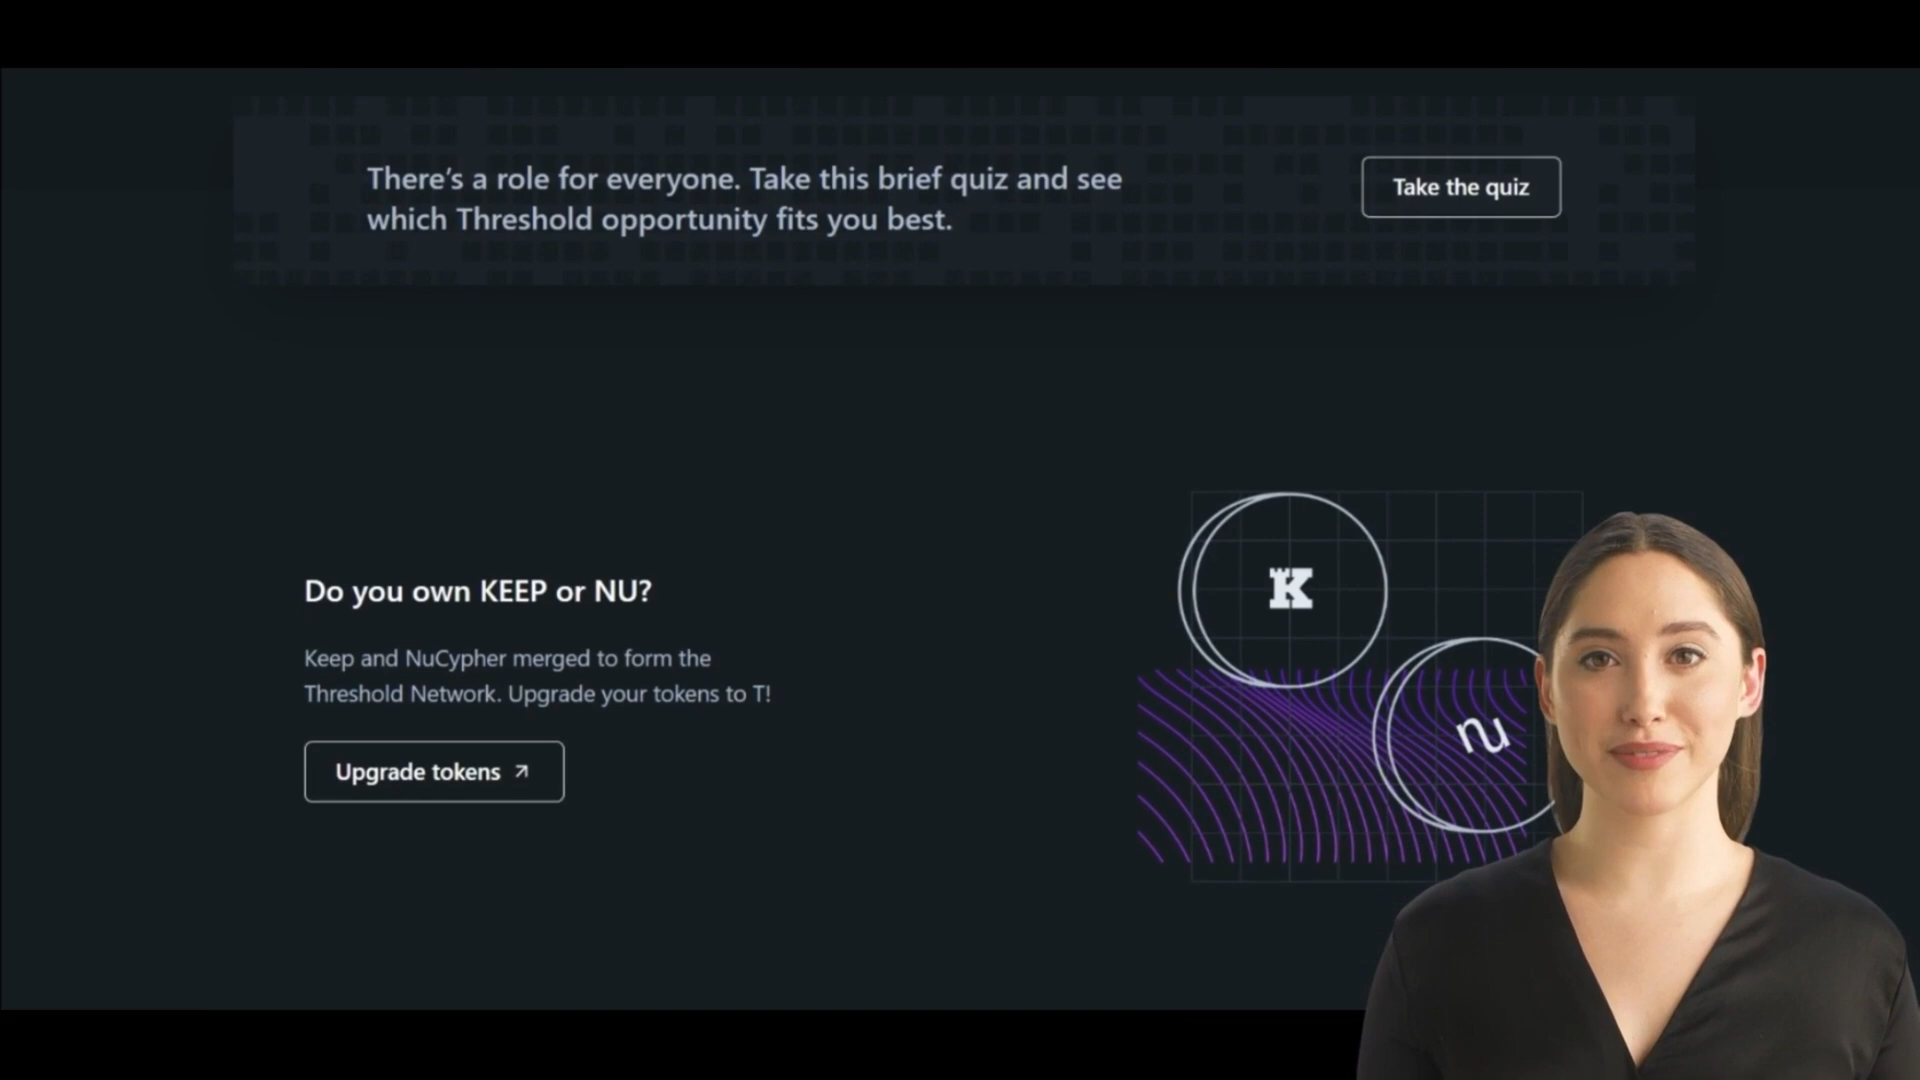 There's a role for everyone. Take this brief quiz and see
which Threshold opportunity fits you best.
Take the quiz
Do you own KEEP or NU?
Keep and NuCypher merged to form the
Threshold Network. Upgrade your tokens to T!
Upgrade tokens
K
nu